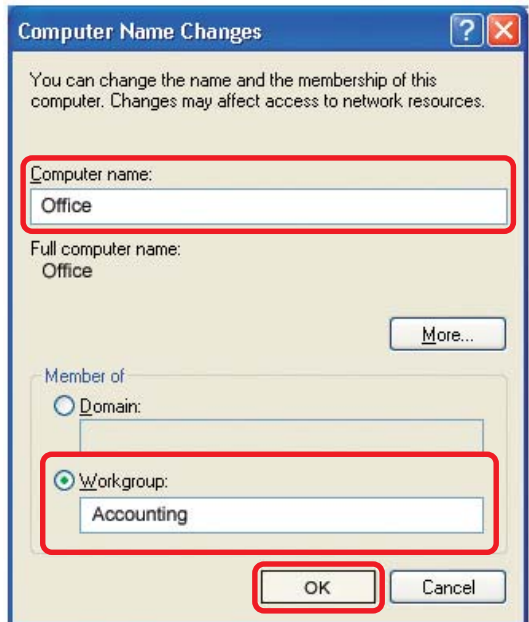 Computer Name Changes
You can change the name and the membership of this
computer. Changes may affect access to network resources.
Computer name:
Office
Full computer name:
Office
More...
Member of
Domain:
Workgroup:
Accounting
OK Cancel